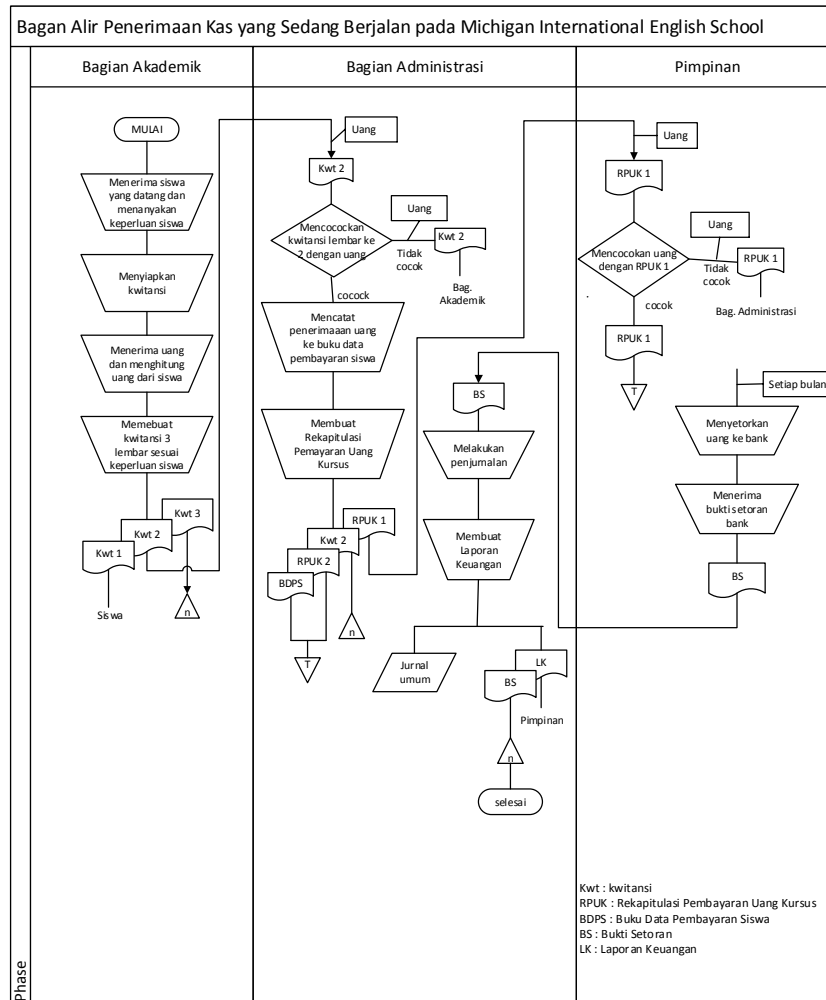 Bagan Alir Penerimaan Kas yang Sedang Berjalan pada Michigan International English School
Bagian Akademik
Bagian Administrasi
Pimpinan
Phase
MULAI
Menerima siswa
yang datang dan
menanyakan
keperluan siswa
Menyiapkan
kwitansi
Menerima uang
dan menghitung
uang dari siswa
Memebuat
kwitansi 3
lembar sesuai
keperluan siswa
Kwt 3
Kwt 2
Kwt 1
Siswa
n
Uang
Kwt 2
Mencocockan
kwitansi lembar ke
2 dengan uang
Uang
Tidak
cocok
Kwt 2
Bag.
Akademik
cocock
Mencatat
penerimaaan uang
ke buku data
pembayaran siswa
Membuat
Rekapitulasi
Pemayaran Uang
Kursus
RPUK 1
Kwt 2
RPUK 2
BDPS
n
T
BS
Melakukan
penjurnalan
Membuat
Laporan
Keuangan
Jurnal
umum
LK
BS
Pimpinan
n
selesai
Uang
RPUK 1
Mencocokan uang
dengan RPUK 1
Uang
Tidak
cocok
RPUK 1
Bag. Administrasi
cocok
RPUK 1
T
Setiap bulan
Menyetorkan
uang ke bank
Menerima
bukti setoran
bank
BS
Kwt : kwitansi
RPUK : Rekapitulasi Pembayaran Uang Kursus
BDPS : Buku Data Pembayaran Siswa
BS : Bukti Setoran
LK : Laporan Keuangan